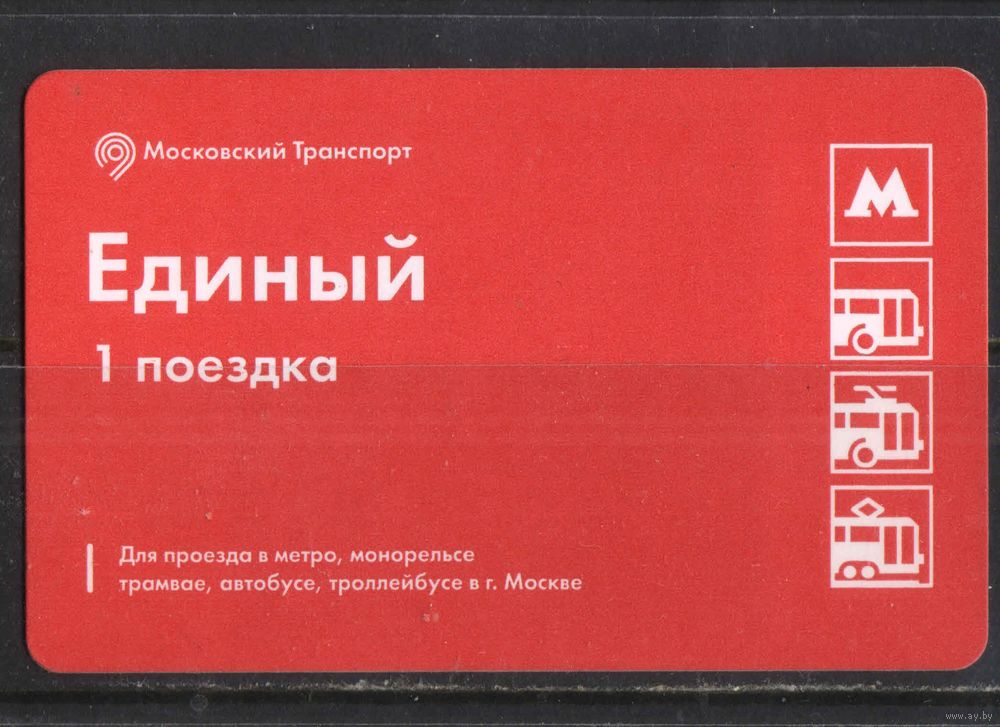 Московский Транспорт
Единый
1 поездка
Для проезда в метро, монорельсе
трамвае, автобусе, троллейбусе в г. Москве
М
www.ay.by